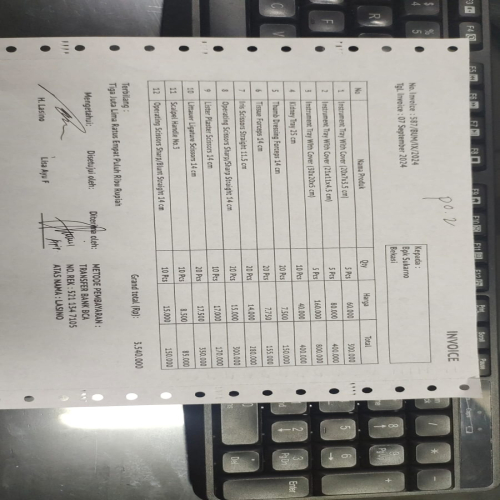 INVOICE
PO 2
No. Invoice : 587/BUM/IX/2024
Tgl. Invoice : 07 September 2024
Kepada :
Bpk Sukarno
Bekasi
No Nama Produk Qty Harga Total
1 Instrument Tray With Cover (20x7x3.5 cm) 5 Pcs 60.000 300.000
2 Instrument Tray With Cover (21x11x4.5 cm) 5 Pcs 80.000 400.000
3 Instrument Tray With Cover (30x20x5 cm) 5 Pcs 160.000 800.000
4 Kitney Tray 25 cm 10 Pcs 40.000 400.000
5 Thumb Dressing Forceps 14 cm 20 Pcs 7.500 150.000
6 Tissue Forceps 14 cm 20 Pcs 7.750 155.000
7 Iris Scissors Straight 11.5 cm 20 Pcs 14.000 280.000
8 Operating Scissors Sharp/Sharp Straight 14 cm 20 Pcs 15.000 300.000
9 Lister Plaster Scissors 14 cm 10 Pcs 17.000 170.000
10 Littauer Ligature Scissors 14 cm 20 Pcs 17.500 350.000
11 Scalpel Handle No.3 10 Pcs 8.500 85.000
12 Operating Scissors Sharp/Blunt Straight 14 cm 10 Pcs 15.000 150.000
Grand total (Rp): 3.540.000
Terbilang :
Tiga Juta Lima Ratus Empat Puluh Ribu Rupiah
Mengetahui: Disetujui oleh: Diterima oleh:
METODE PEMBAYARAN :
TRANSFER BANK BCA
NO. REK : 521 154 7105
ATAS NAMA : LASINO
H. Lasino Lisa Ayu F